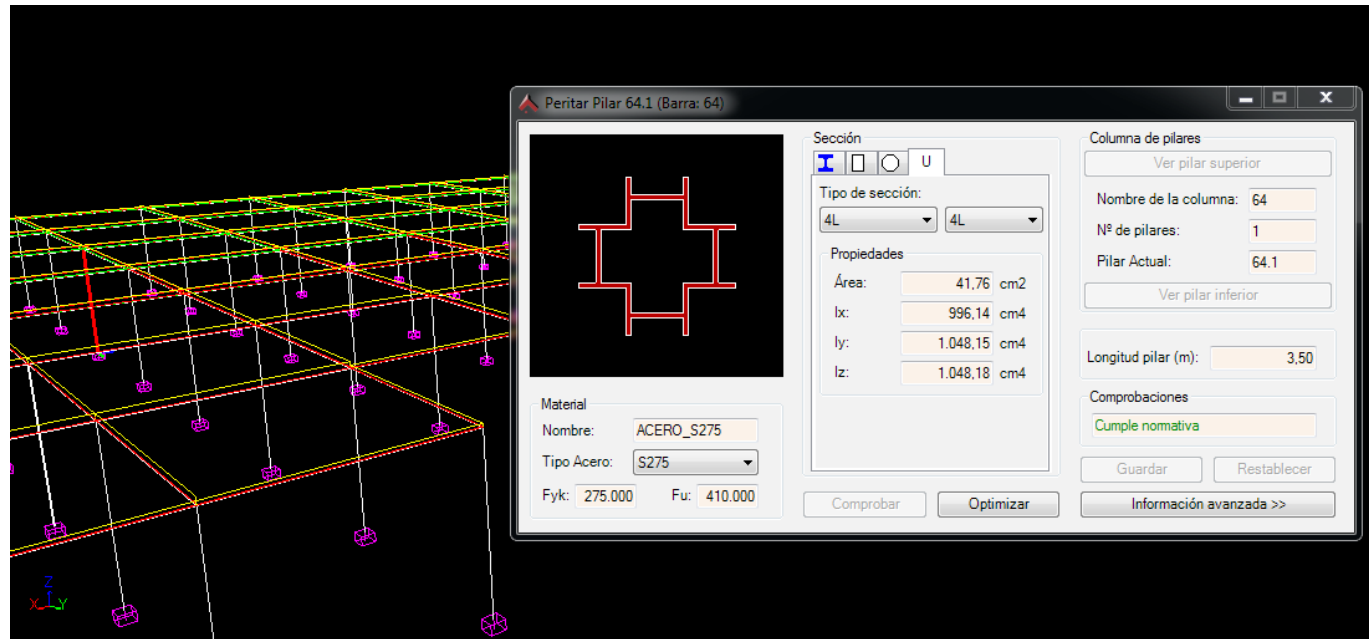 Peritar Pilar 64.1 (Barra: 64)
Sección
U
Tipo de sección:
4L 4L
Propiedades
Área: 41,76 cm2
Ix: 996,14 cm4
Iy: 1.048,15 cm4
Iz: 1.048,18 cm4
Material
Nombre: ACERO_S275
Tipo Acero: S275
Fyk: 275.000 Fu: 410.000
Comprobar Optimizar
Columna de pilares
Ver pilar superior
Nombre de la columna: 64
Nº de pilares: 1
Pilar Actual: 64.1
Ver pilar inferior
Longitud pilar (m): 3,50
Comprobaciones
Cumple normativa
Guardar Restablecer
Información avanzada >>
Z
X Y